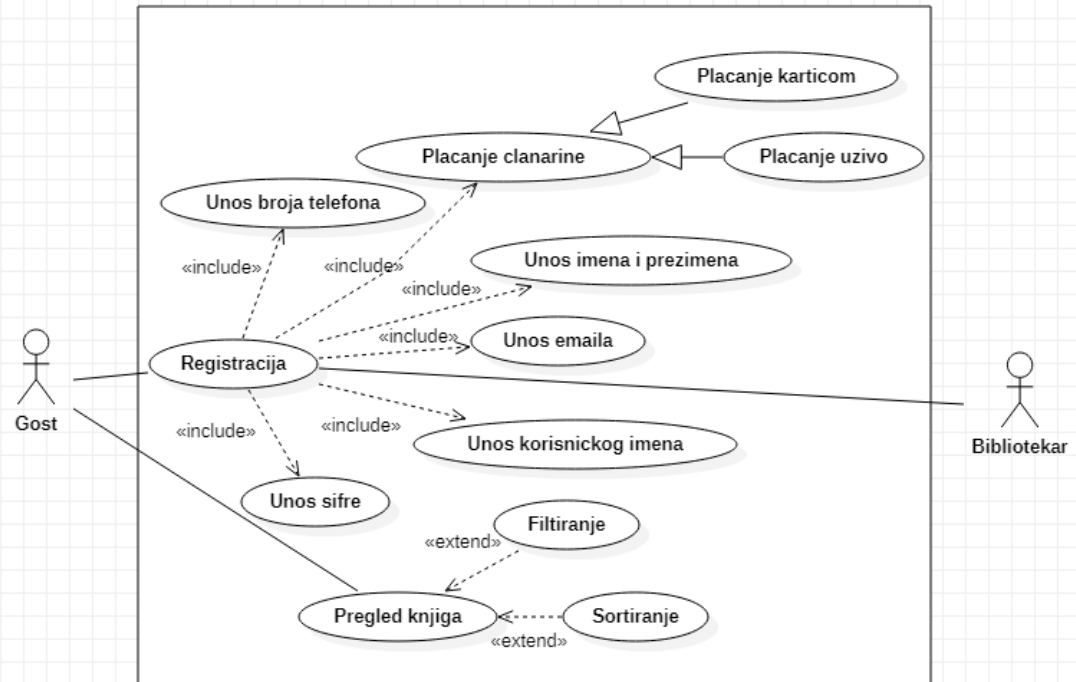 Placanje karticom
Placanje clanarine
Placanje uzivo
Unos broja telefona
«include»
«include»
Unos imena i prezimena
«include»
«include»
Unos emaila
Registracija
Gost
Bibliotekar
«include»
«include»
Unos korisnickog imena
Unos sifre
Filtiranje
«extend»
Pregled knjiga
Sortiranje
«extend»